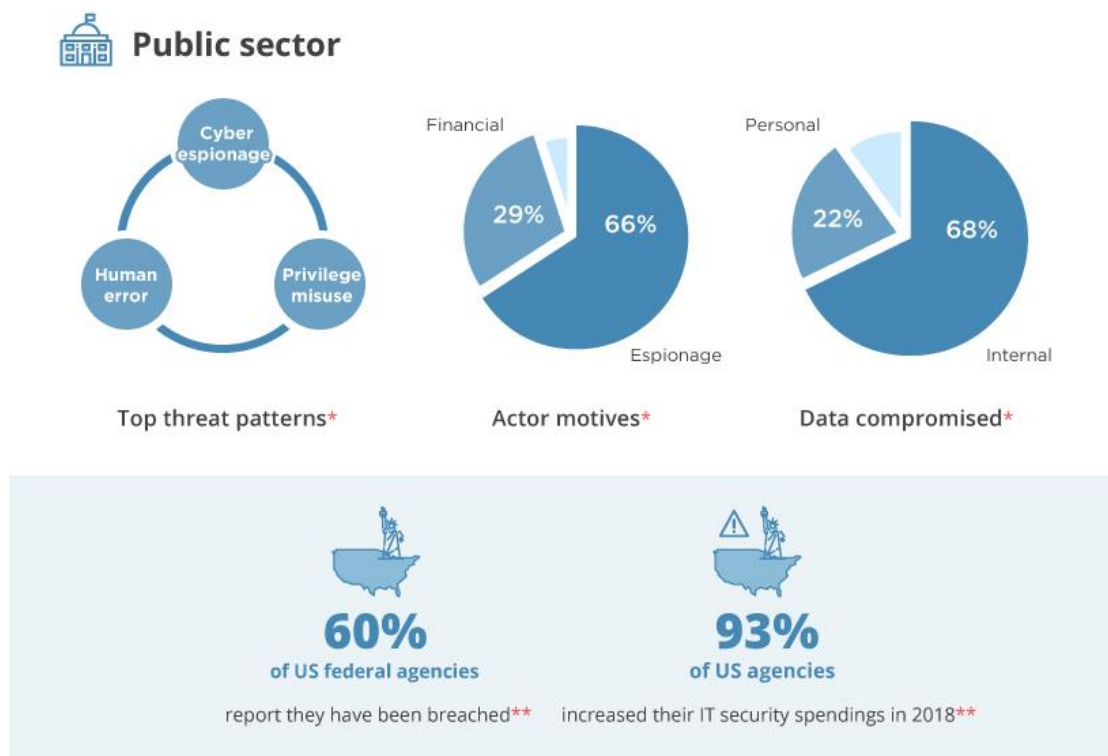 Public sector
Cyber
espionage
Human
error
Privilege
misuse
Top threat patterns*
Financial
29%
66%
Espionage
Actor motives*
Personal
22%
68%
Internal
Data compromised*
60%
of US federal agencies
report they have been breached**
93%
of US agencies
increased their IT security spendings in 2018**